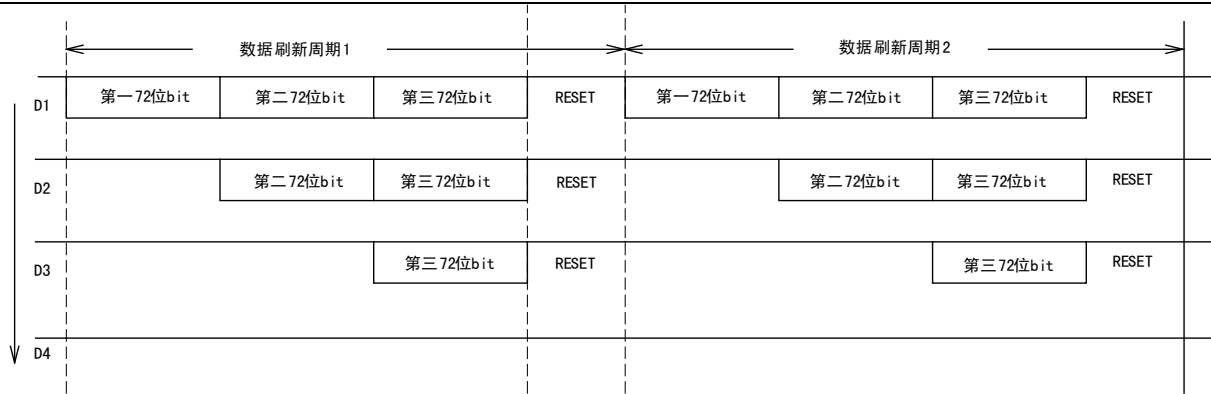 数据刷新周期1 数据刷新周期2
D1 第一72位bit 第二72位bit 第三72位bit RESET 第一72位bit 第二72位bit 第三72位bit RESET
D2 第二72位bit 第三72位bit RESET 第二72位bit 第三72位bit RESET
D3 第三72位bit RESET 第三72位bit RESET
D4